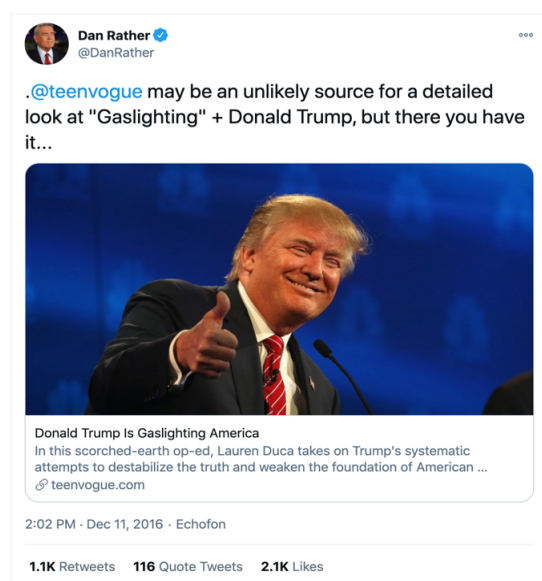 Dan Rather
@DanRather
.@teenvogue may be an unlikely source for a detailed
look at "Gaslighting" + Donald Trump, but there you have
it...
Donald Trump Is Gaslighting America
In this scorched-earth op-ed, Lauren Duca takes on Trump's systematic
attempts to destabilize the truth and weaken the foundation of American ...
teenvogue.com
2:02 PM · Dec 11, 2016 · Echofon
1.1K Retweets 116 Quote Tweets 2.1K Likes